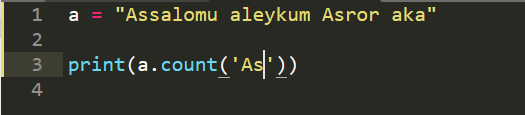 1 a = "Assalomu aleykum Asror aka"
2
3 print(a.count('As'))
4